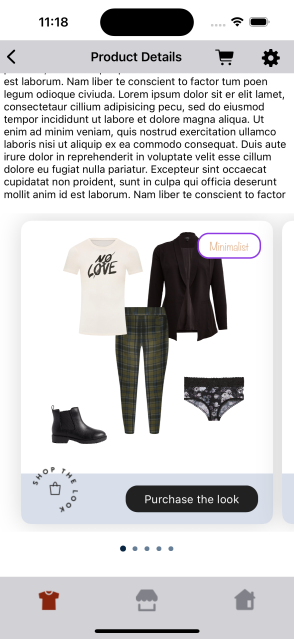 11:18
Product Details
est laborum. Nam liber te conscient to factor tum poen
legum odioque civiuda. Lorem ipsum dolor sit er elit lamet,
consectetaur cillium adipisicing pecu, sed do eiusmod
tempor incididunt ut labore et dolore magna aliqua. Ut
enim ad minim veniam, quis nostrud exercitation ullamco
laboris nisi ut aliquip ex ea commodo consequat. Duis aute
irure dolor in reprehenderit in voluptate velit esse cillum
dolore eu fugiat nulla pariatur. Excepteur sint occaecat
cupidatat non proident, sunt in culpa qui officia deserunt
mollit anim id est laborum. Nam liber te conscient to factor
Minimalist
NO
LOVE
SHOP THE LOOK
Purchase the look